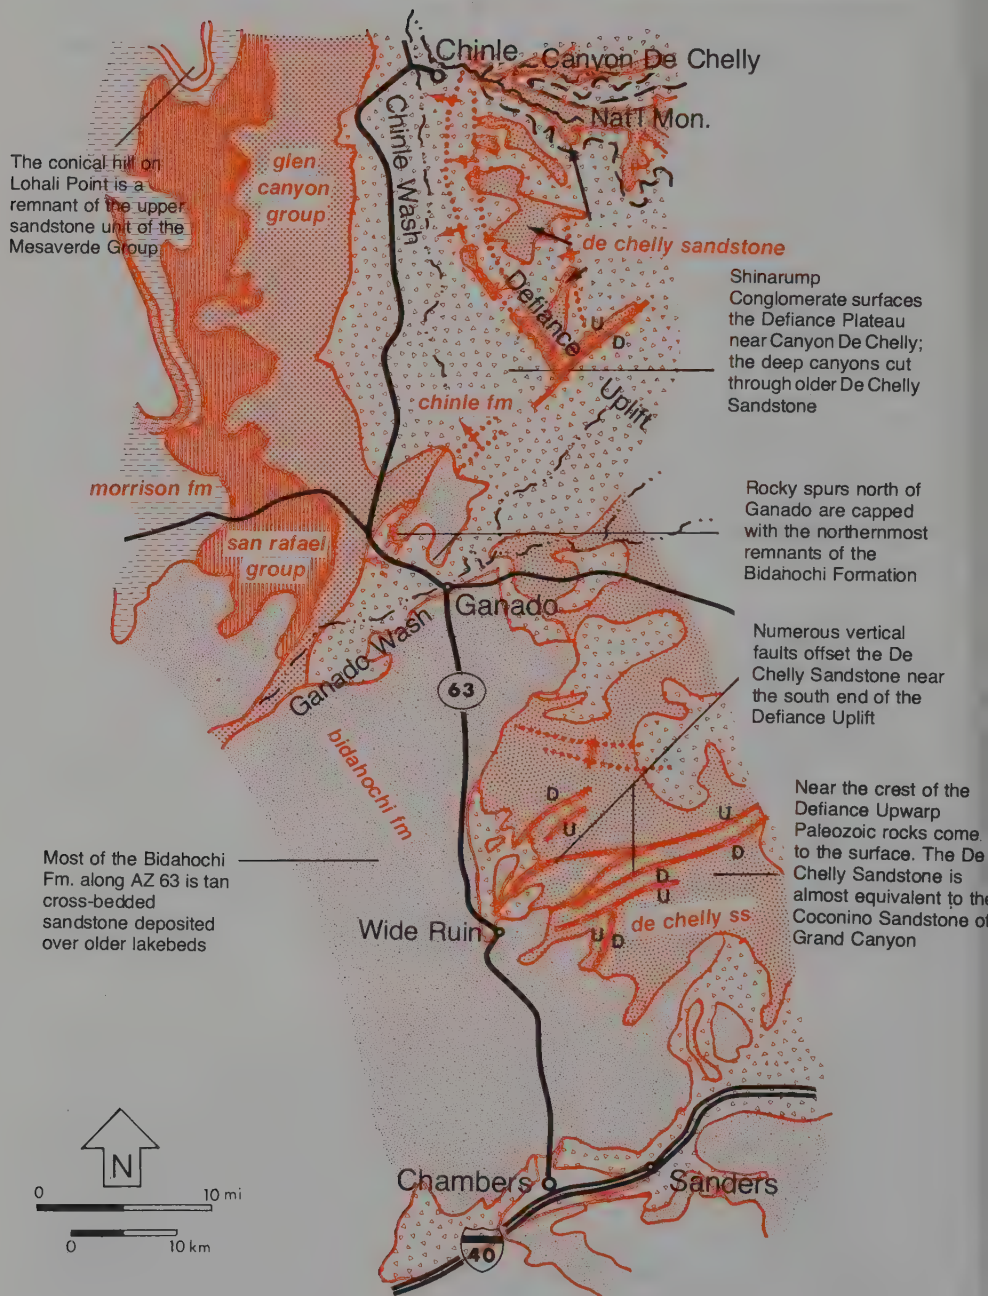 Chinle
Canyon De Chelly
Nat'l Mon.
Chinle Wash
The conical hill on
Lohali Point is a
remnant of the upper
sandstone unit of the
Mesaverde Group
glen
canyon
group
de chelly sandstone
Defiance
Uplift
U
D
Shinarump
Conglomerate surfaces
the Defiance Plateau
near Canyon De Chelly;
the deep canyons cut
through older De Chelly
Sandstone
chinle fm
morrison fm
san rafael
group
Rocky spurs north of
Ganado are capped
with the northernmost
remnants of the
Bidahochi Formation
Ganado
Ganado Wash
63
Numerous vertical
faults offset the De
Chelly Sandstone near
the south end of the
Defiance Uplift
bidahochi fm
D
U
U
D
D
U
U D
Near the crest of the
Defiance Upwarp
Paleozoic rocks come
to the surface. The De
Chelly Sandstone is
almost equivalent to the
Coconino Sandstone of
Grand Canyon
Most of the Bidahochi
Fm. along AZ 63 is tan
cross-bedded
sandstone deposited
over older lakebeds
de chelly ss
Wide Ruin
N
0 10 mi
0 10 km
Chambers
Sanders
40